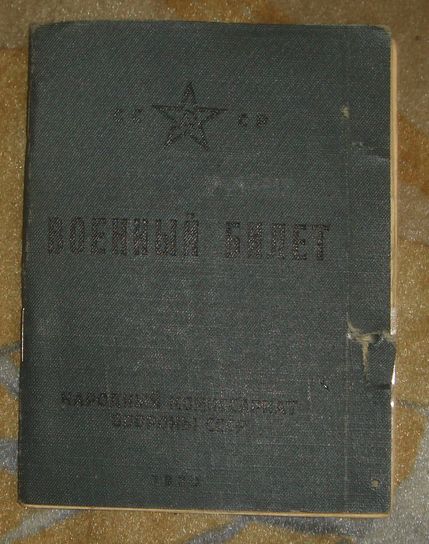 СС СР
ВОЕННЫЙ БИЛЕТ
НАРОДНЫЙ КОМИССАРИАТ
ОБОРОНЫ СССР